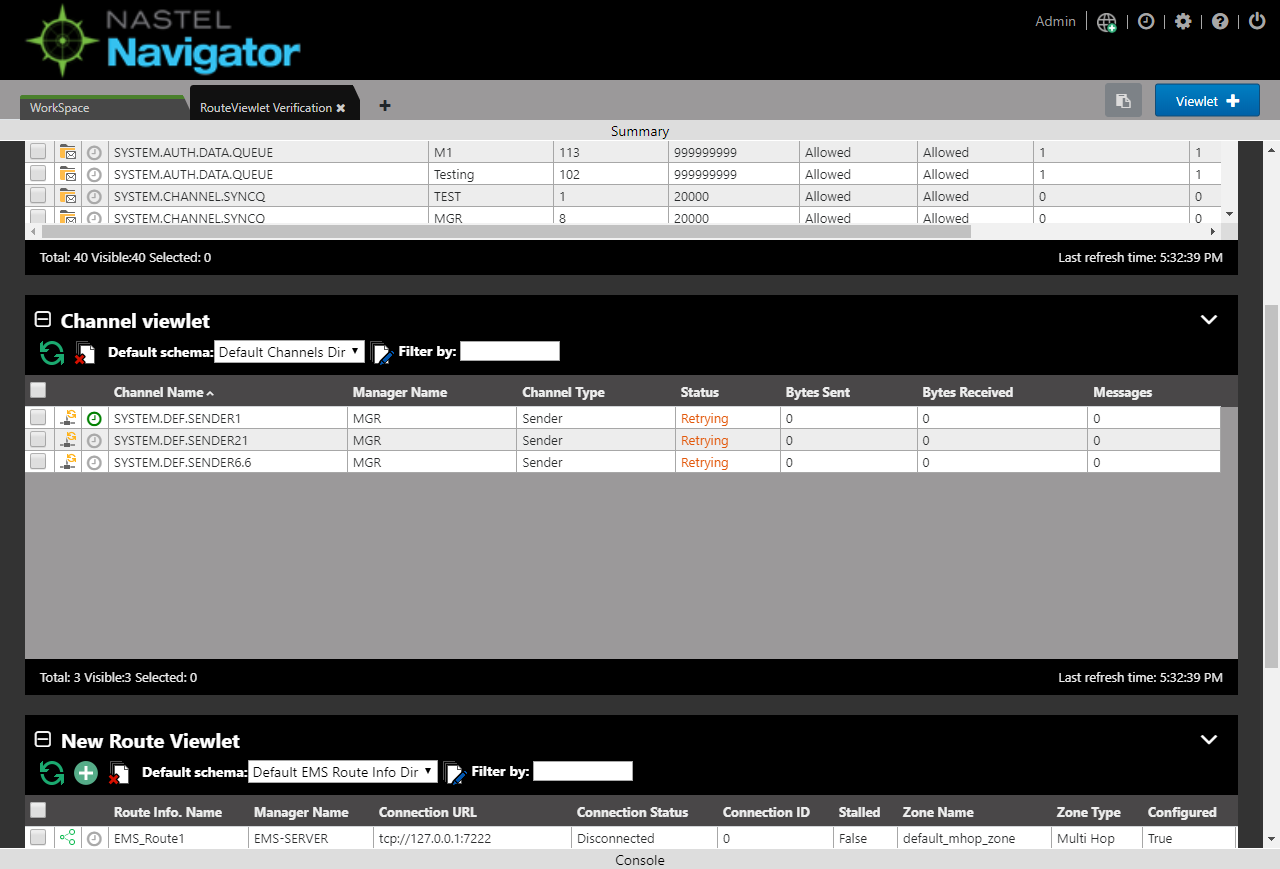 NASTEL
Navigator
Admin
WorkSpace
RouteViewlet Verification
Viewlet
Summary
SYSTEM.AUTH.DATA.QUEUE M1 113 999999999 Allowed Allowed 1 1
SYSTEM.AUTH.DATA.QUEUE Testing 102 999999999 Allowed Allowed 1 1
SYSTEM.CHANNEL.SYNCQ TEST 1 20000 Allowed Allowed 0 0
SYSTEM.CHANNEL.SYNCQ MGR 8 20000 Allowed Allowed 0 0
Total: 40 Visible:40 Selected: 0 Last refresh time: 5:32:39 PM
Channel viewlet
Default schema: Default Channels Dir Filter by:
Channel Name Manager Name Channel Type Status Bytes Sent Bytes Received Messages
SYSTEM.DEF.SENDER1 MGR Sender Retrying 0 0 0
SYSTEM.DEF.SENDER21 MGR Sender Retrying 0 0 0
SYSTEM.DEF.SENDER6.6 MGR Sender Retrying 0 0 0
Total: 3 Visible:3 Selected: 0 Last refresh time: 5:32:39 PM
New Route Viewlet
Default schema: Default EMS Route Info Dir Filter by:
Route Info. Name Manager Name Connection URL Connection Status Connection ID Stalled Zone Name Zone Type Configured
EMS_Route1 EMS-SERVER tcp://127.0.0.1:7222 Disconnected 0 False default_mhop_zone Multi Hop True
Console